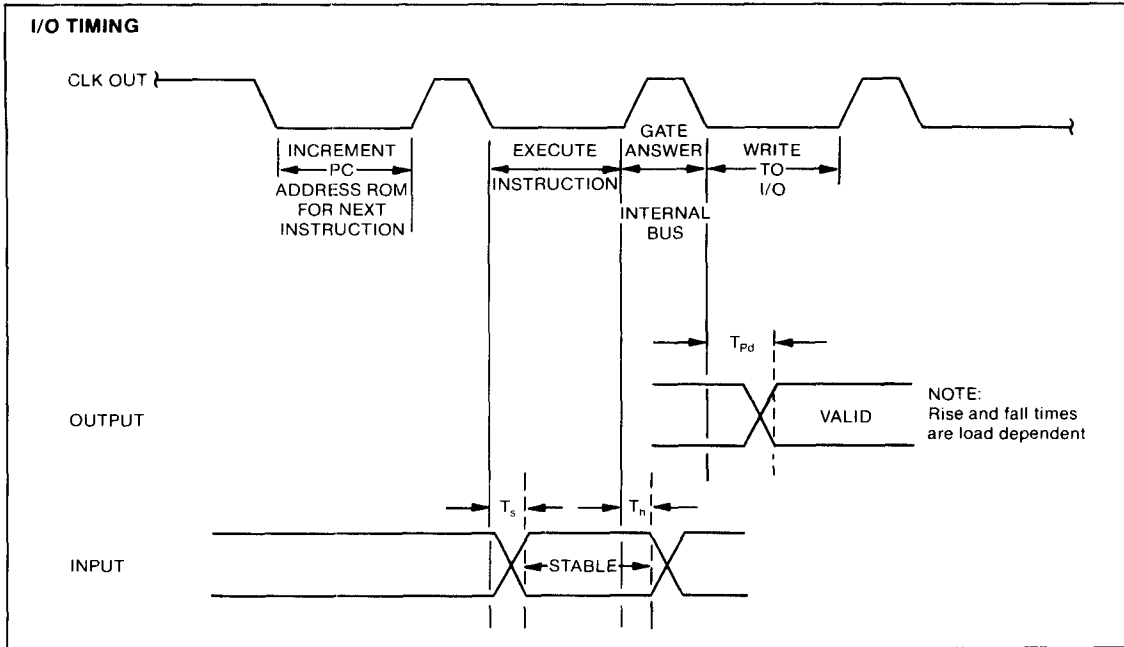 I/O TIMING
CLK OUT
INCREMENT
PC
ADDRESS ROM
FOR NEXT
INSTRUCTION
EXECUTE
INSTRUCTION
GATE
ANSWER
INTERNAL
BUS
WRITE
TO
I/O
TPd
OUTPUT
VALID
NOTE:
Rise and fall times
are load dependent
Ts
Th
INPUT
STABLE